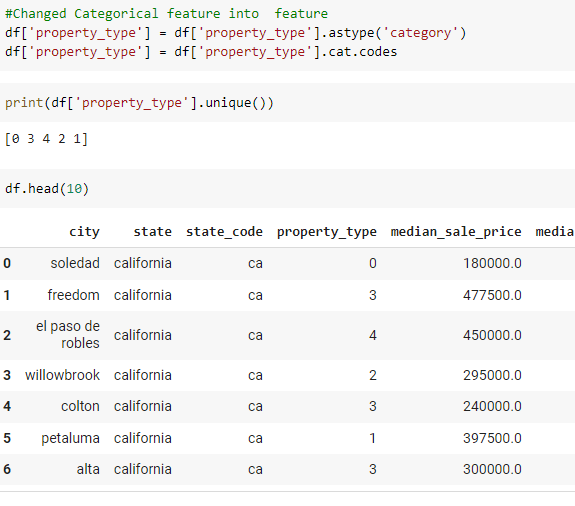 #Changed Categorical feature into  feature
df['property_type'] = df['property_type'].astype('category')
df['property_type'] = df['property_type'].cat.codes
print(df['property_type'].unique())
[0 3 4 2 1]
df.head(10)
city state state_code property_type median_sale_price media
0 soledad california ca 0 180000.0
1 freedom california ca 3 477500.0
2 el paso de robles california ca 4 450000.0
3 willowbrook california ca 2 295000.0
4 colton california ca 3 240000.0
5 petaluma california ca 1 397500.0
6 alta california ca 3 300000.0